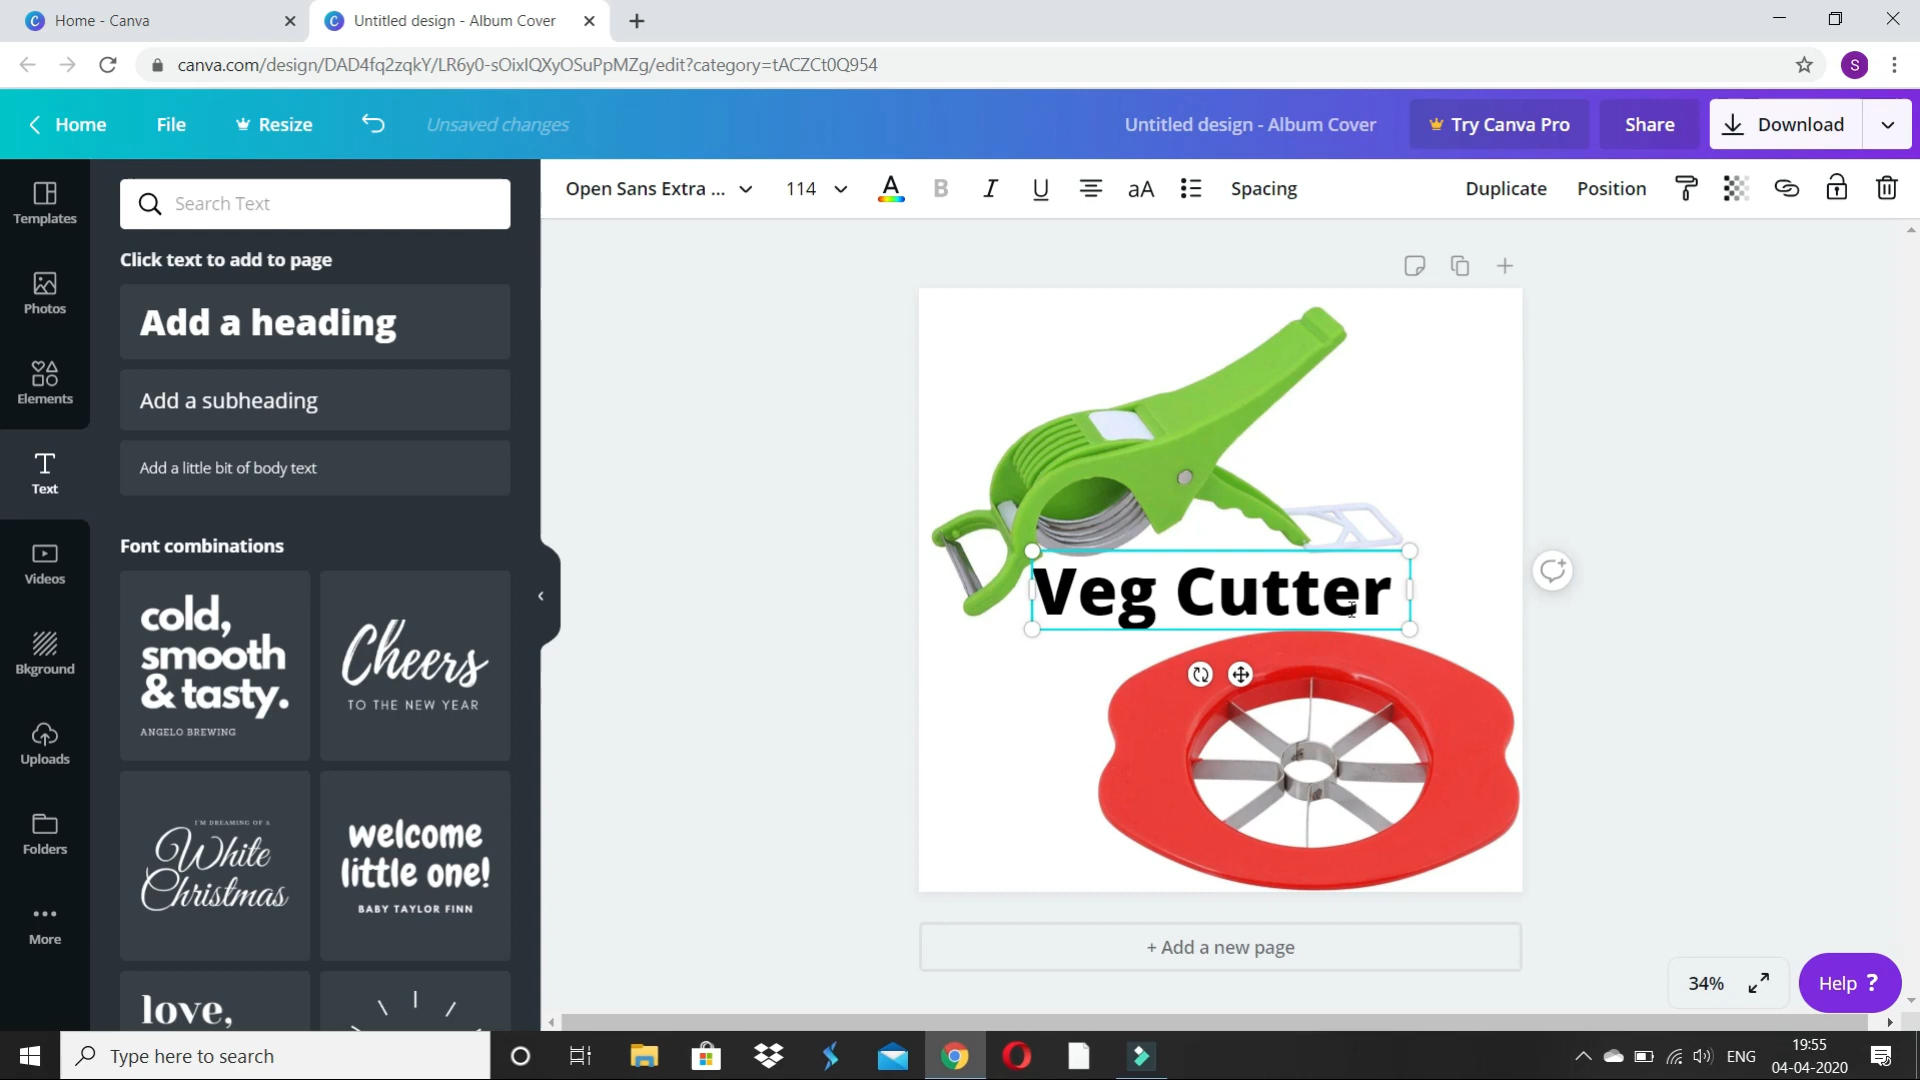 Home - Canva
Untitled design - Album Cover
canva.com/design/DAD4fq2zqkY/LR6y0-sOixIQXyOSuPpMZg/edit?category=tACZCt0Q954
S
Home
File
Resize
Unsaved changes
Untitled design - Album Cover
Try Canva Pro
Share
Download
Templates
Photos
Elements
Text
Videos
Bkground
Uploads
Folders
More
Search Text
Click text to add to page
Add a heading
Add a subheading
Add a little bit of body text
Font combinations
cold,
smooth
& tasty.
ANGELO BREWING
Cheers
TO THE NEW YEAR
I'M DREAMING OF A
White
Christmas
welcome
little one!
BABY TAYLOR FINN
love,
Open Sans Extra ...
114
A
B
I
U
aA
Spacing
Duplicate
Position
Veg Cutter
+ Add a new page
34%
Help ?
Type here to search
ENG
19:55
04-04-2020